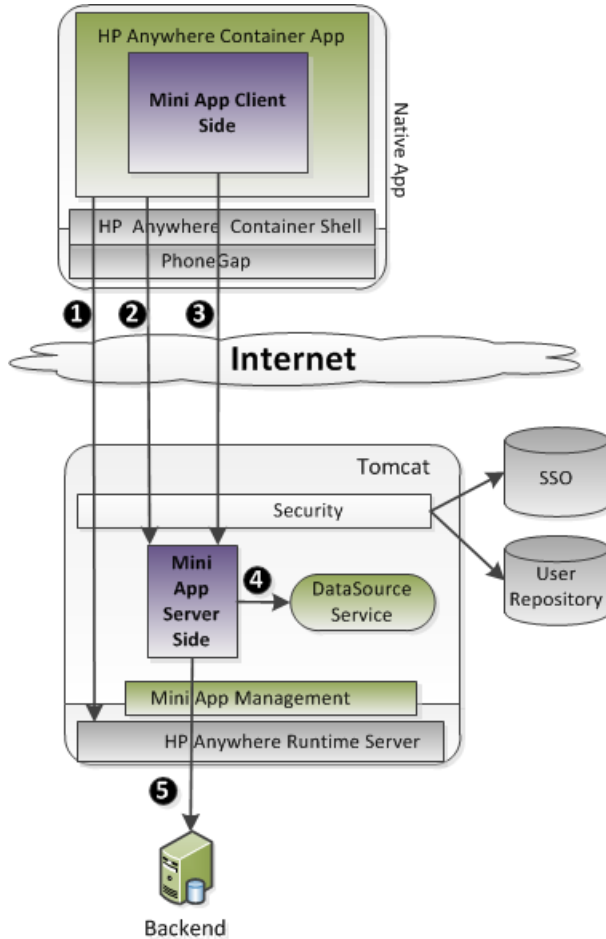 HP Anywhere Container App
Mini App Client
Side
Native App
HP Anywhere Container Shell
PhoneGap
1
2
3
Internet
Tomcat
Security
SSO
User
Repository
Mini
App
Server
Side
4
DataSource
Service
Mini App Management
HP Anywhere Runtime Server
5
Backend